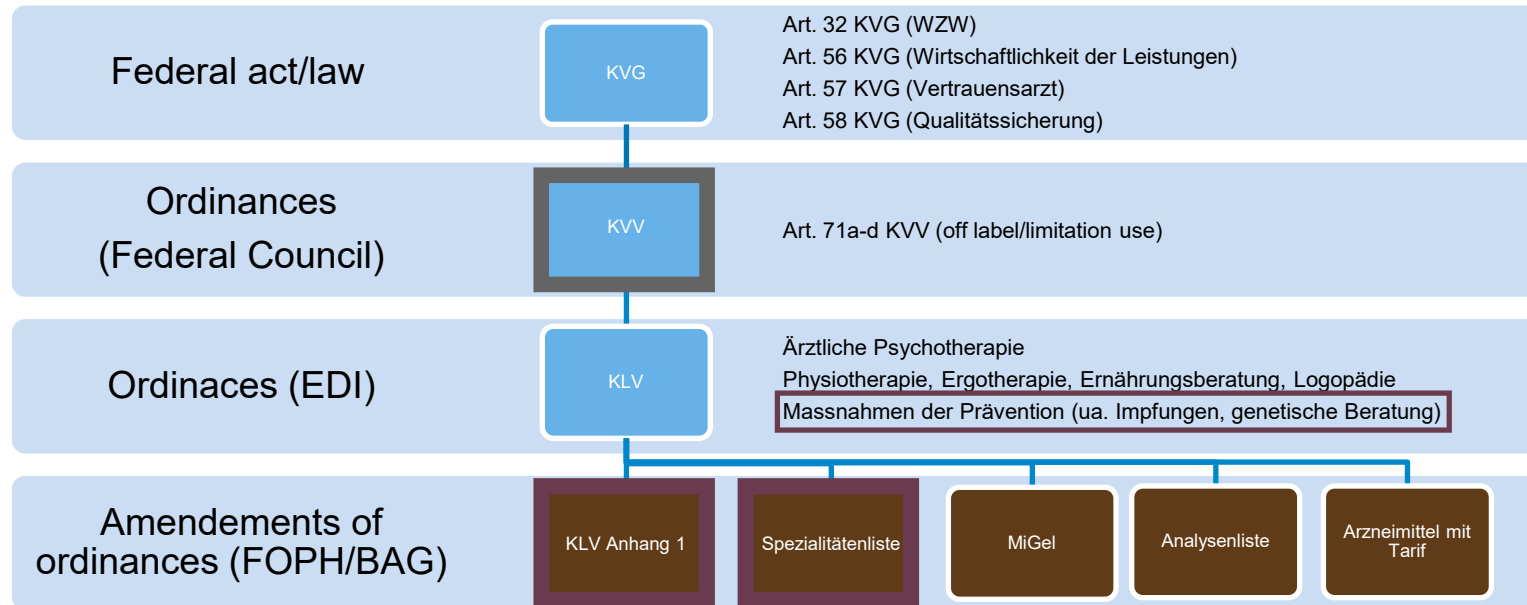 Federal act/law
KVG
Art. 32 KVG (WZW)
Art. 56 KVG (Wirtschaftlichkeit der Leistungen)
Art. 57 KVG (Vertrauensarzt)
Art. 58 KVG (Qualitätssicherung)
Ordinances
(Federal Council)
KVV
Art. 71a-d KVV (off label/limitation use)
Ordinaces (EDI)
KLV
Ärztliche Psychotherapie
Physiotherapie, Ergotherapie, Ernährungsberatung, Logopädie
Massnahmen der Prävention (ua. Impfungen, genetische Beratung)
Amendements of
ordinances (FOPH/BAG)
KLV Anhang 1
Spezialitätenliste
MiGel
Analysenliste
Arzneimittel mit
Tarif